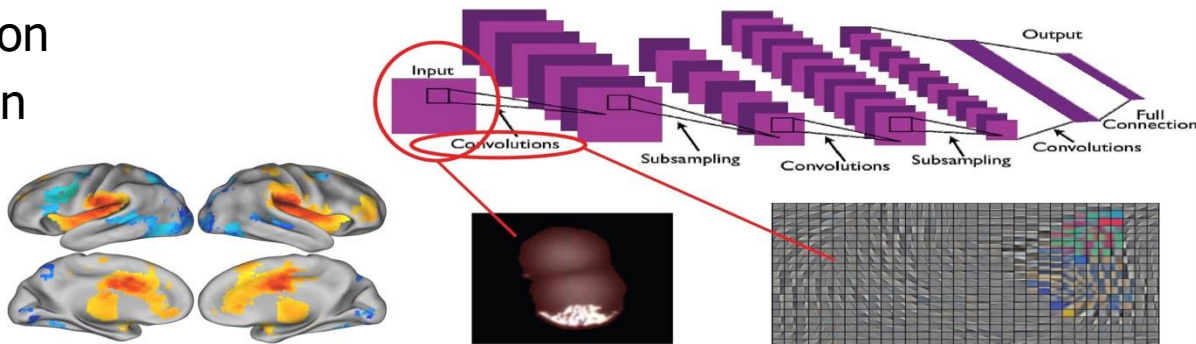 on
n
Input
Convolutions
Subsampling
Convolutions
Subsampling
Convolutions
Full
Connection
Output